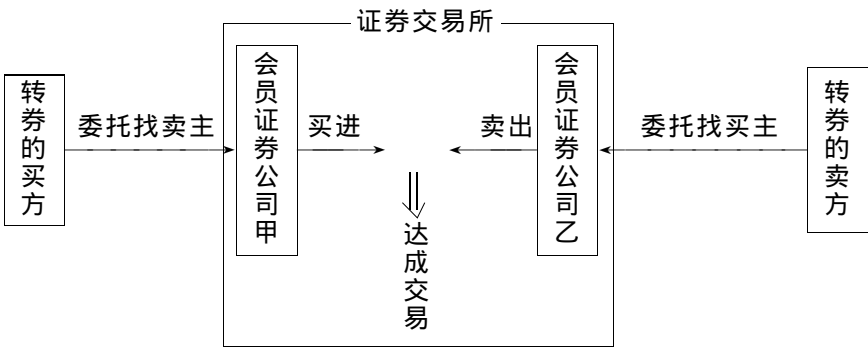 证券交易所
转券的买方
委托找卖主
会员证券公司甲
买进
卖出
会员证券公司乙
委托找买主
转券的卖方
达成交易